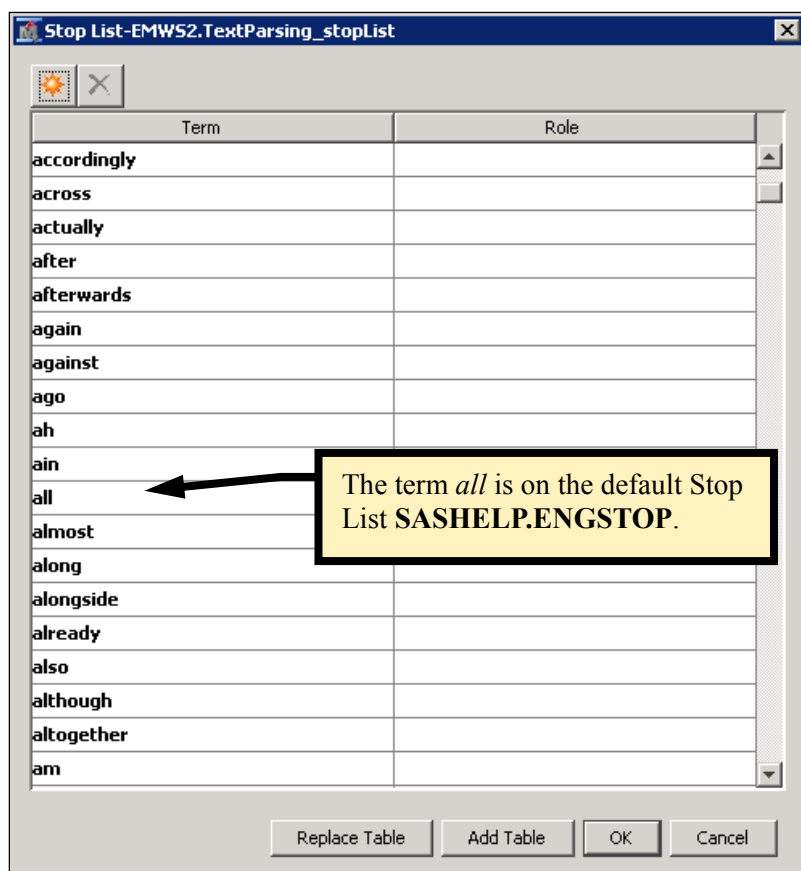 Stop List-EMWS2.TextParsing_stopList
Term Role
accordingly
across
actually
after
afterwards
again
against
ago
ah
ain
all
almost
along
alongside
already
also
although
altogether
am
The term all is on the default Stop
List SASHELP.ENGSTOP.
Replace Table Add Table OK Cancel